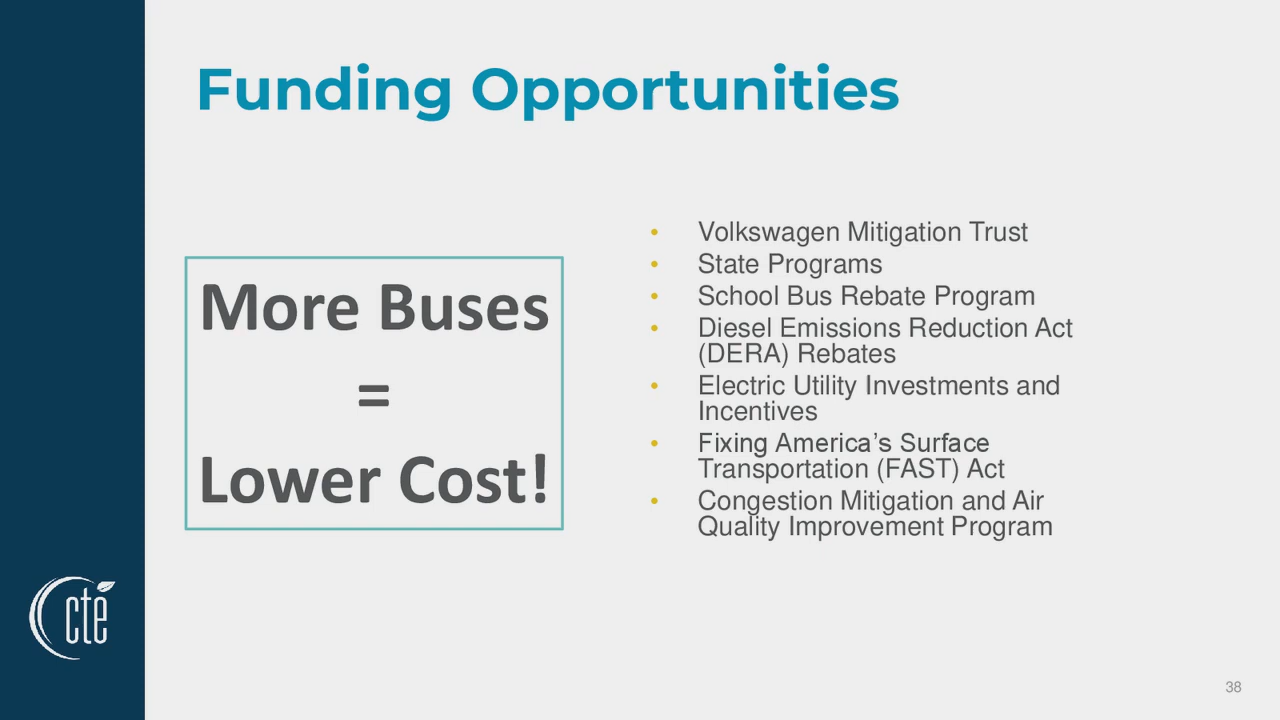 Funding Opportunities
More Buses
=
Lower Cost!
• Volkswagen Mitigation Trust
• State Programs
• School Bus Rebate Program
• Diesel Emissions Reduction Act
(DERA) Rebates
• Electric Utility Investments and
Incentives
• Fixing America’s Surface
Transportation (FAST) Act
• Congestion Mitigation and Air
Quality Improvement Program
cte
38